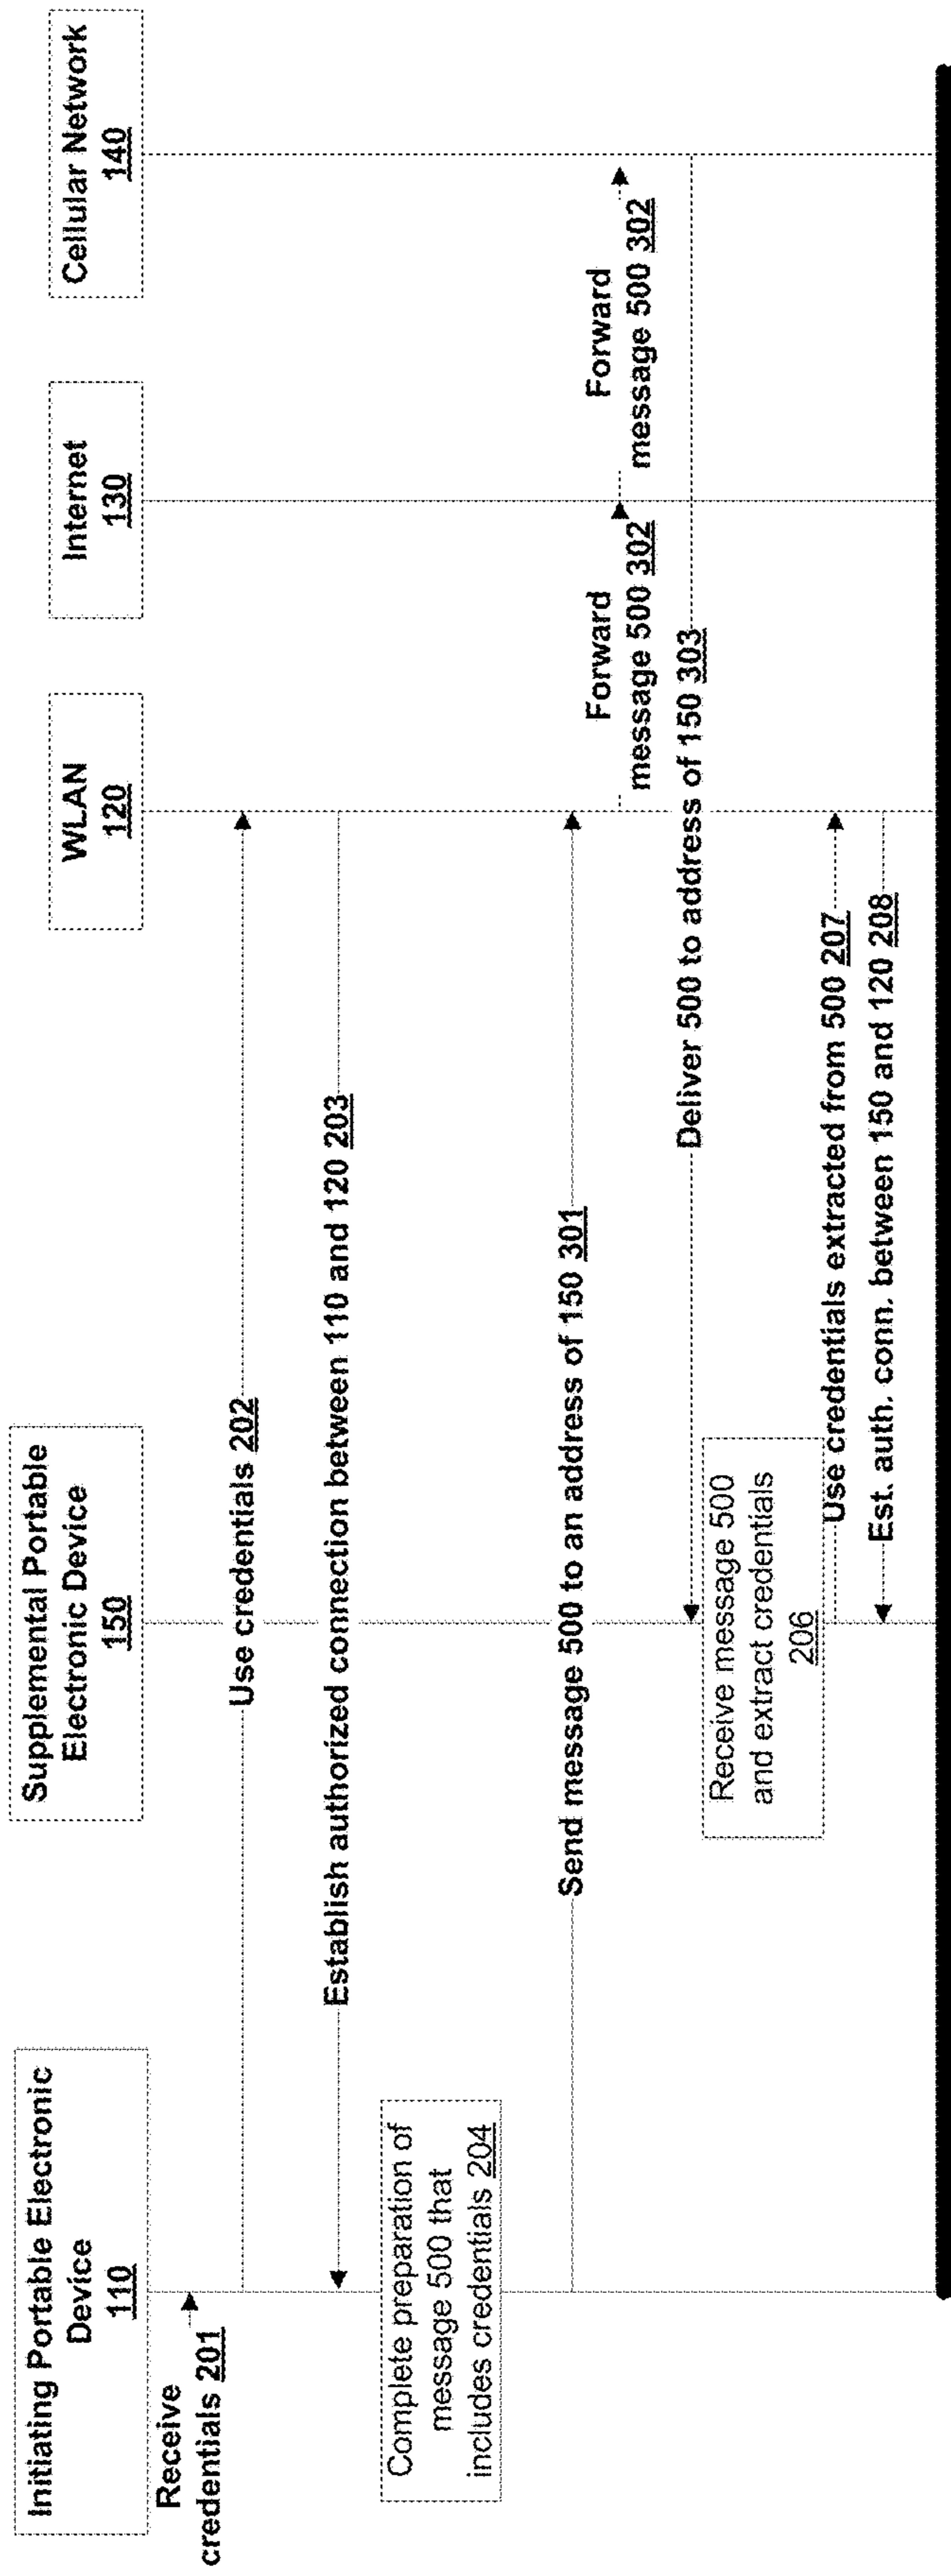 Initiating Portable Electronic
Device
110
Supplemental Portable
Electronic Device
150
WLAN
120
Internet
130
Cellular Network
140
Receive
credentials 201
Use credentials 202
Establish authorized connection between 110 and 120 203
Complete preparation of
message 500 that
includes credentials 204
Send message 500 to an address of 150 301
Forward
message 500 302
Forward
message 500 302
Deliver 500 to address of 150 303
Receive message 500
and extract credentials
206
Use credentials extracted from 500 207
Est. auth. conn. between 150 and 120 208